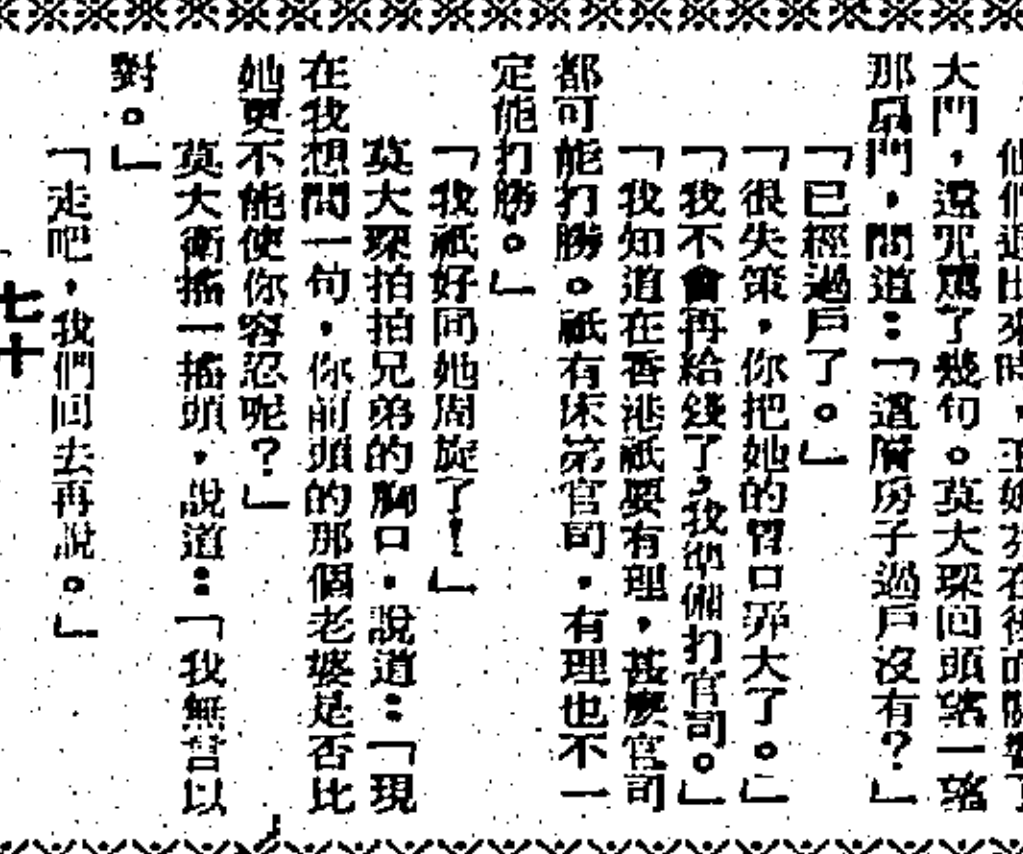 他們退出來時，王
大門，還咒罵了幾句。莫大琛回頭望一望
那扇門，問道：「這層房子過戶沒有？」
「已經過戶了。」
「很失策，你把她的胃口弄大了。」
「我不會再給錢了，我準備打官司。」
「我知道在香港祇要有理，甚麼官司
都可能打勝。祇有床笫官司，有理也不一
定能打勝。」
「我祇好同她周旋了！」
莫大琛拍拍兄弟的胸口，說道：「現
在我想問一句，你前頭的那個老婆是否比
她更不能使你容忍呢？」
莫大衛搖一搖頭，說道：「我無言以
對。」
「走吧，我們回去再說。」
七十